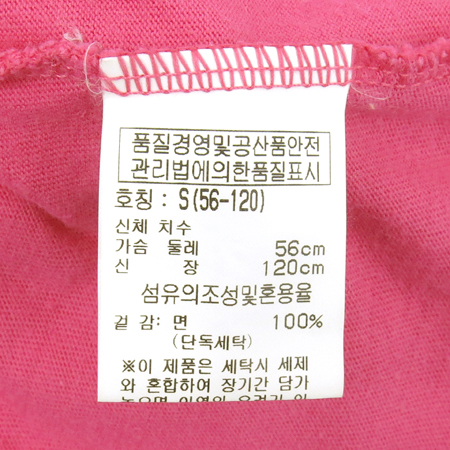 품질경영및공산품안전
관리법에의한품질표시
호칭 : S(56-120)
신체 치수
가슴 둘레 56cm
신 장 120cm
섬유의조성및혼용율
겉 감: 면 100%
(단독세탁)
※이 제품은 세탁시 세제
와 혼합하여 장기간 담가